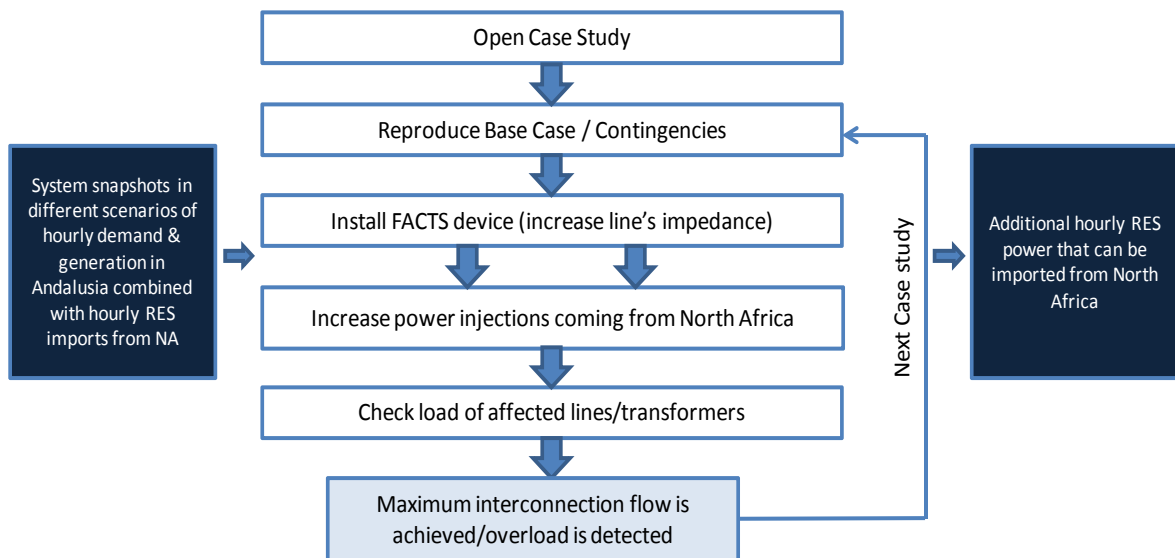 Open Case Study
Reproduce Base Case / Contingencies
System snapshots in
different scenarios of
hourly demand &
generation in
Andalusia combined
with hourly RES
imports from NA
Install FACTS device (increase line's impedance)
Increase power injections coming from North Africa
Check load of affected lines/transformers
Maximum interconnection flow is
achieved/overload is detected
Next Case study
Additional hourly RES
power that can be
imported from North
Africa